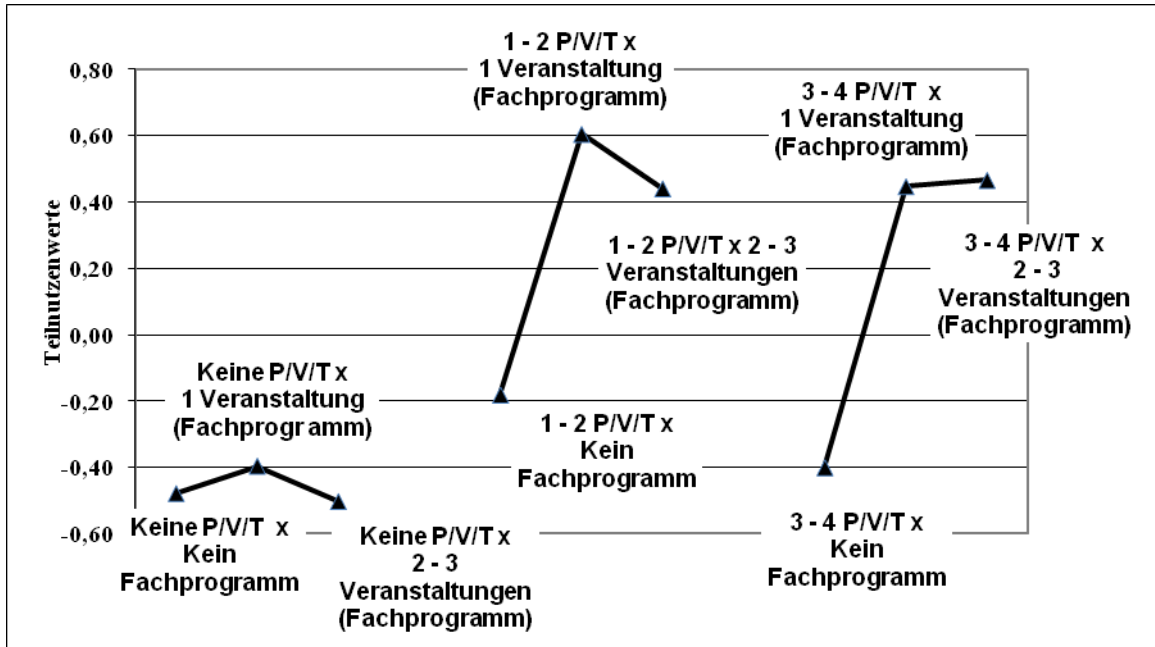 1 - 2 P/V/T x
1 Veranstaltung
(Fachprogramm)
3 - 4 P/V/T x
1 Veranstaltung
(Fachprogramm)
0,80
0,60
0,40
0,20
0,00
-0,20
-0,40
-0,60
Teilnutzenwerte
1 - 2 P/V/T x 2 - 3
Veranstaltungen
(Fachprogramm)
3 - 4 P/V/T x
2 - 3
Veranstaltungen
(Fachprogramm)
Keine P/V/T x
1 Veranstaltung
(Fachprogramm)
1 - 2 P/V/T x
Kein
Fachprogramm
Keine P/V/T x
Kein
Fachprogramm
Keine P/V/T x
2 - 3
Veranstaltungen
(Fachprogramm)
3 - 4 P/V/T x
Kein
Fachprogramm